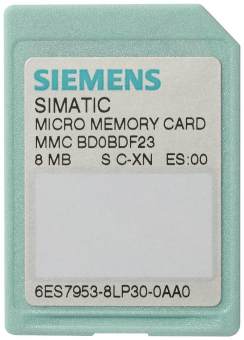 SIEMENS
SIMATIC
MICRO MEMORY CARD
MMC BD0BDF23
8 MB S C-XN ES:00
6ES7953-8LP30-0AA0